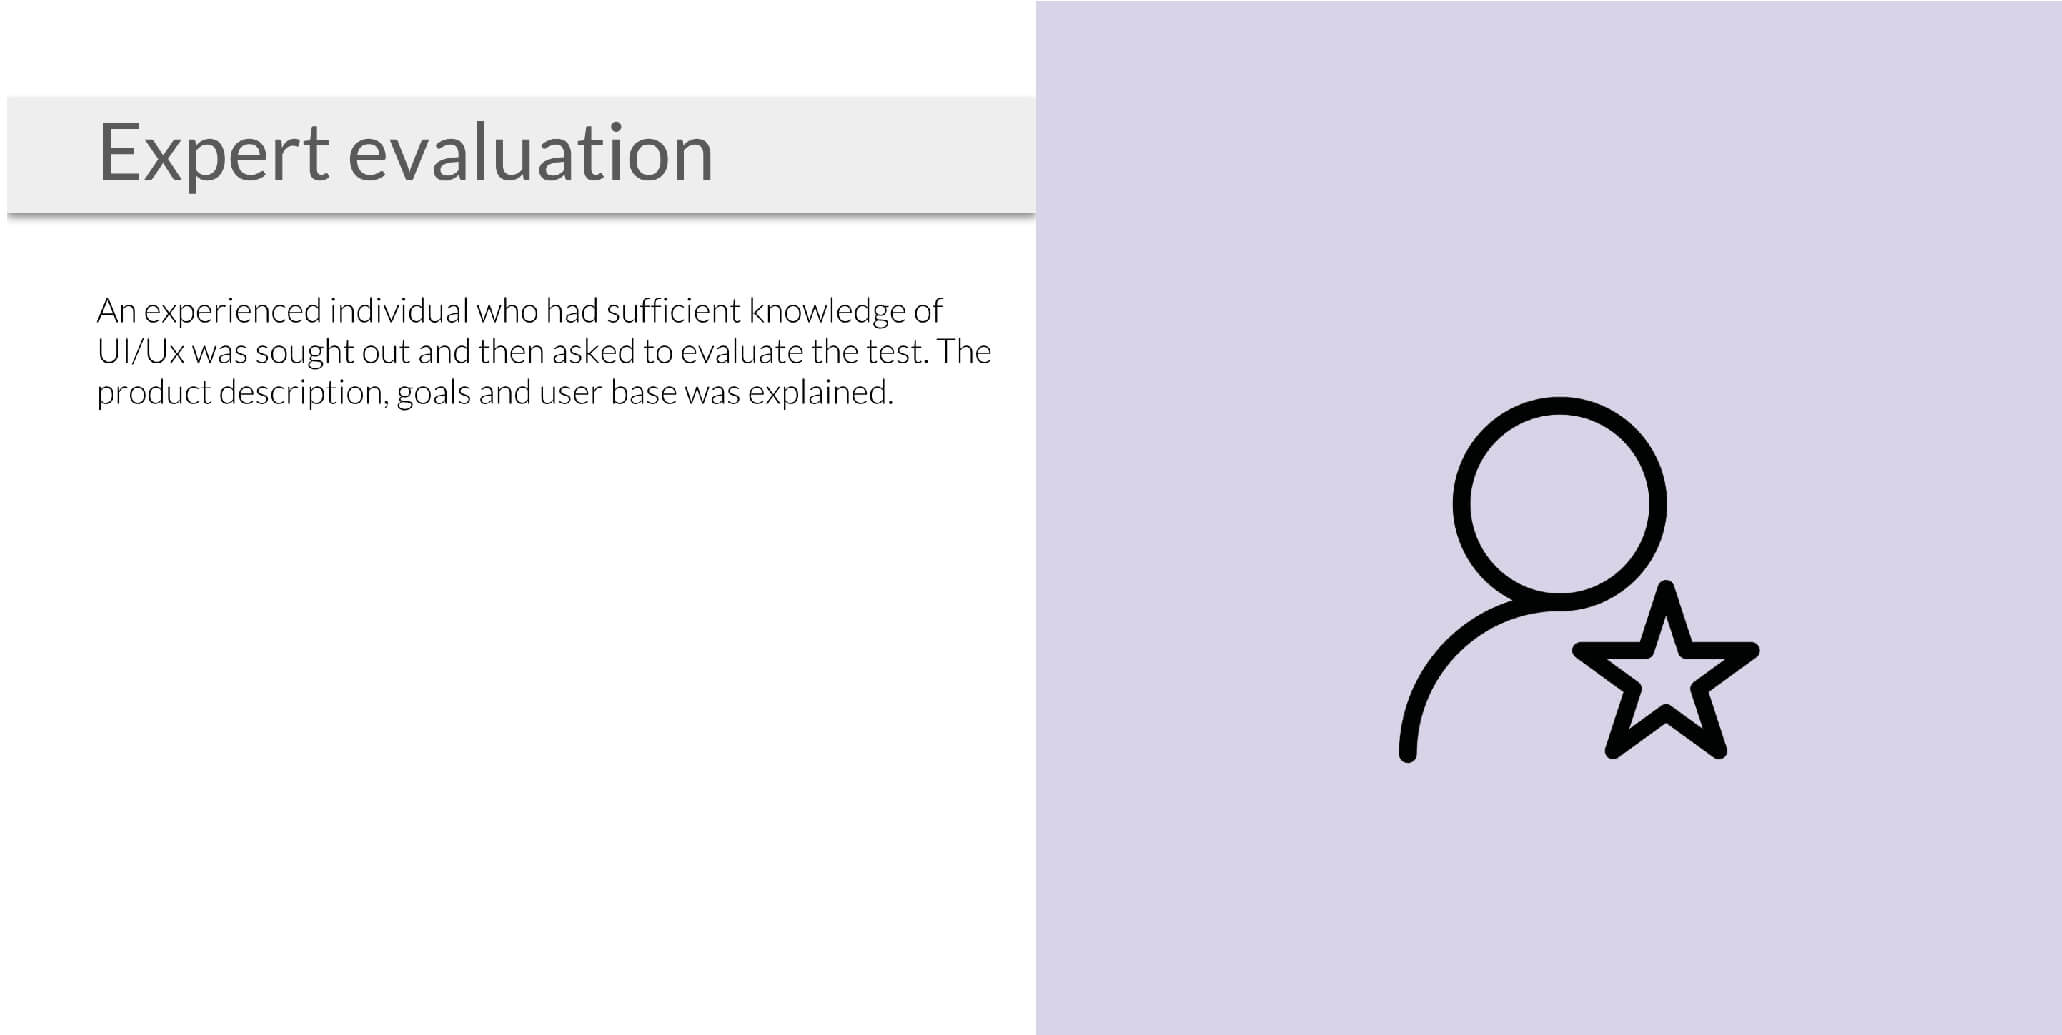 Expert evaluation
An experienced individual who had sufficient knowledge of
UI/Ux was sought out and then asked to evaluate the test. The
product description, goals and user base was explained.